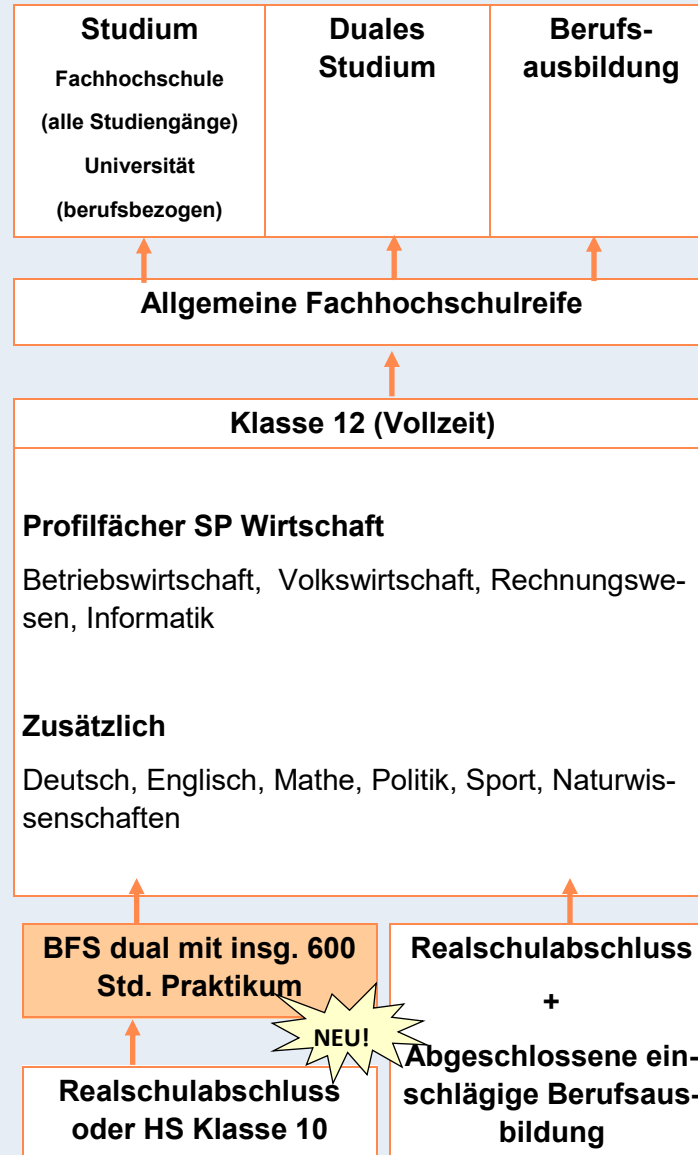 Studium
Fachhochschule
(alle Studiengänge)
Universität
(berufsbezogen)
Duales
Studium
Berufs-
ausbildung
Allgemeine Fachhochschulreife
Klasse 12 (Vollzeit)
Profilfächer SP Wirtschaft
Betriebswirtschaft, Volkswirtschaft, Rechnungswe-
sen, Informatik
Zusätzlich
Deutsch, Englisch, Mathe, Politik, Sport, Naturwis-
senschaften
BFS dual mit insg. 600
Std. Praktikum
NEU!
Realschulabschluss
oder HS Klasse 10
Realschulabschluss
+
Abgeschlossene ein-
schlägige Berufsaus-
bildung